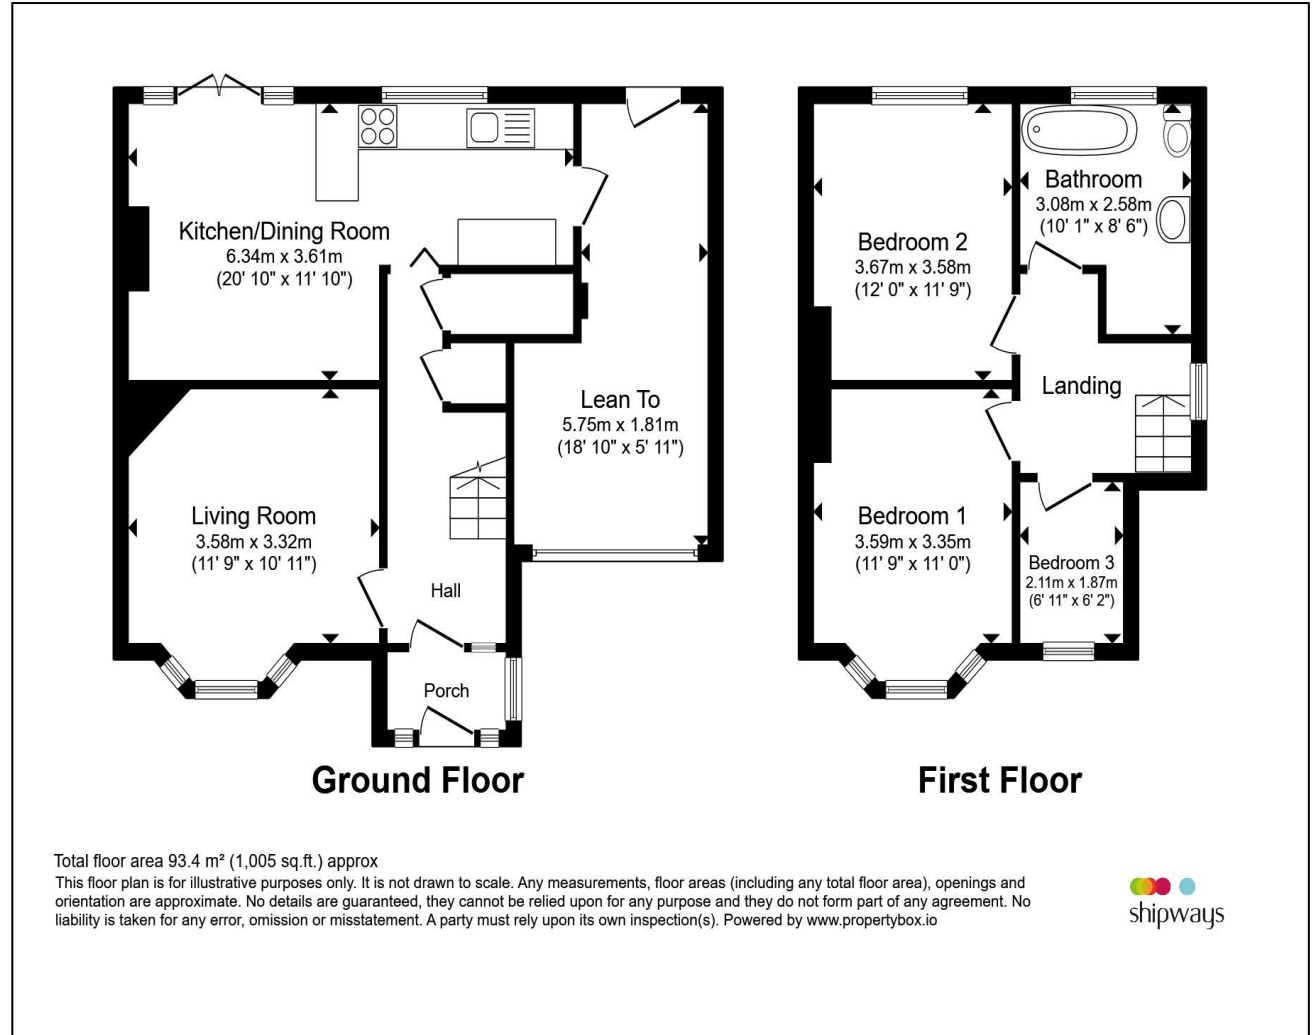 Kitchen/Dining Room
6.34m x 3.61m
(20' 10" x 11' 10")
Living Room
3.58m x 3.32m
(11' 9" x 10' 11")
Lean To
5.75m x 1.81m
(18' 10" x 5' 11")
Hall
Porch
Ground Floor
Bathroom
3.08m x 2.58m
(10' 1" x 8' 6")
Bedroom 2
3.67m x 3.58m
(12' 0" x 11' 9")
Landing
Bedroom 1
3.59m x 3.35m
(11' 9" x 11' 0")
Bedroom 3
2.11m x 1.87m
(6' 11" x 6' 2")
First Floor
Total floor area 93.4 m² (1,005 sq.ft.) approx
This floor plan is for illustrative purposes only. It is not drawn to scale. Any measurements, floor areas (including any total floor area), openings and
orientation are approximate. No details are guaranteed, they cannot be relied upon for any purpose and they do not form part of any agreement. No
liability is taken for any error, omission or misstatement. A party must rely upon its own inspection(s). Powered by www.propertybox.io
shipways